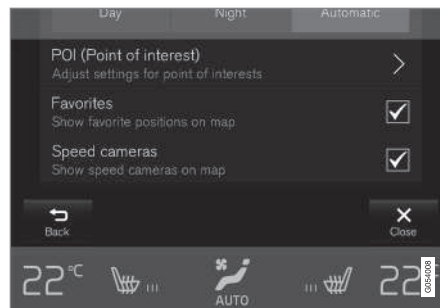 Day Night Automatic
POI (Point of interest)
Adjust settings for point of interests
Favorites
Show favorite positions on map
Speed cameras
Show speed cameras on map
Back Close
22°C AUTO 22°
G054008